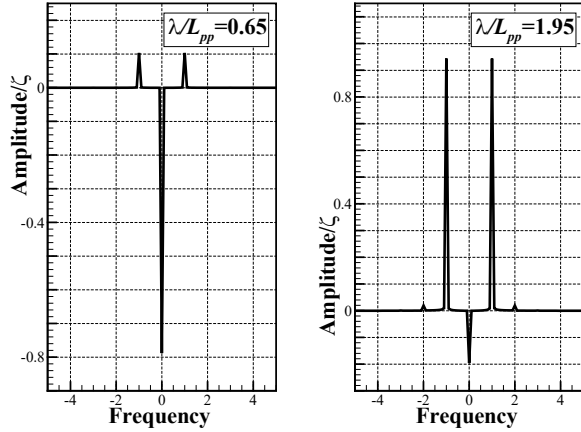 λ/Lpp=0.65
0
-0.4
-0.8
Amplitude/ζ
-4 -2 0 2 4
Frequency
λ/Lpp=1.95
0.8
0.4
0
Amplitude/ζ
-4 -2 0 2 4
Frequency